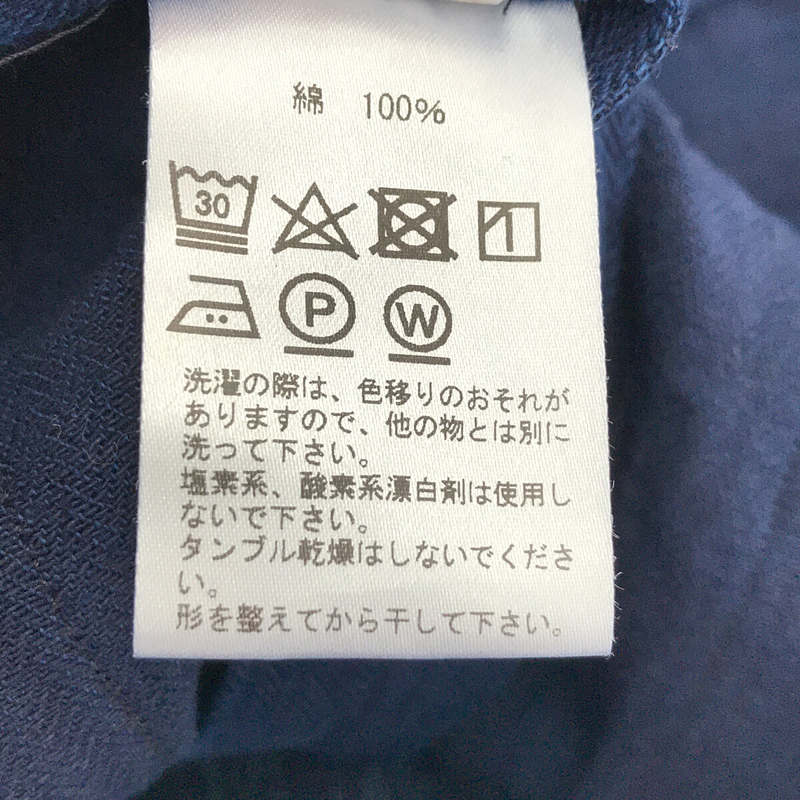 綿 100%
30
P W
洗濯の際は、色移りのおそれが
ありますので、他の物とは別に
洗って下さい。
塩素系、酸素系漂白剤は使用し
ないで下さい。
タンブル乾燥はしないでくださ
い。
形を整えてから干して下さい。